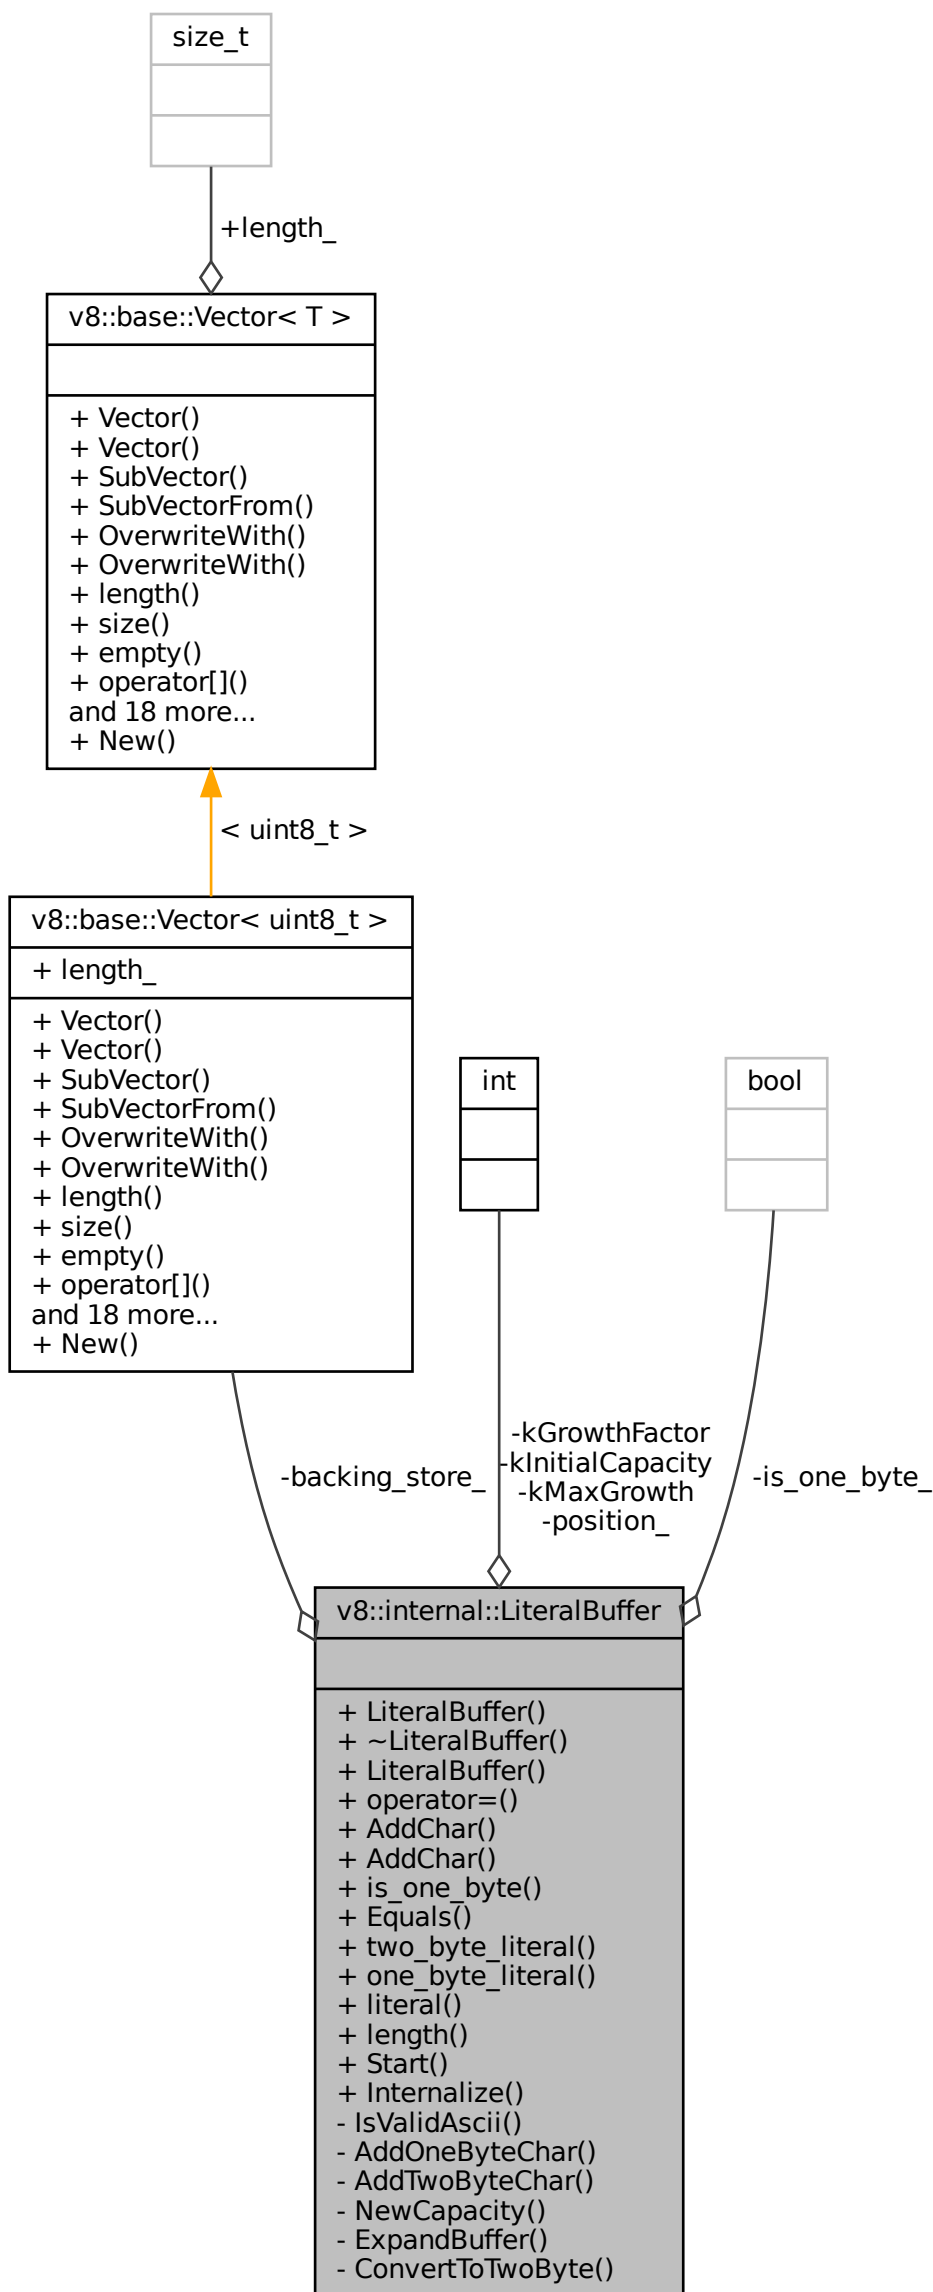 size_t
+length_
v8::base::Vector< T >
+ Vector()
+ Vector()
+ SubVector()
+ SubVectorFrom()
+ OverwriteWith()
+ OverwriteWith()
+ length()
+ size()
+ empty()
+ operator[]()
and 18 more...
+ New()
< uint8_t >
v8::base::Vector< uint8_t >
+ length_
+ Vector()
+ Vector()
+ SubVector()
+ SubVectorFrom()
+ OverwriteWith()
+ OverwriteWith()
+ length()
+ size()
+ empty()
+ operator[]()
and 18 more...
+ New()
int
bool
-backing_store_
-kGrowthFactor
-kInitialCapacity
-kMaxGrowth
-position_
-is_one_byte_
v8::internal::LiteralBuffer
+ LiteralBuffer()
+ ~LiteralBuffer()
+ LiteralBuffer()
+ operator=()
+ AddChar()
+ AddChar()
+ is_one_byte()
+ Equals()
+ two_byte_literal()
+ one_byte_literal()
+ literal()
+ length()
+ Start()
+ Internalize()
- IsValidAscii()
- AddOneByteChar()
- AddTwoByteChar()
- NewCapacity()
- ExpandBuffer()
- ConvertToTwoByte()